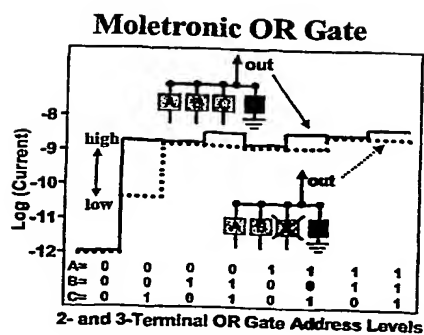 Moletronic OR Gate
out
A B C
-8
high
-9
Log (Current)
-10
low
-11
-12
out
A B
A= 0 0 0 0 1 1 1 1
B= 0 0 1 1 0 0 1 1
C= 0 1 0 1 0 1 0 1
2- and 3-Terminal OR Gate Address Levels